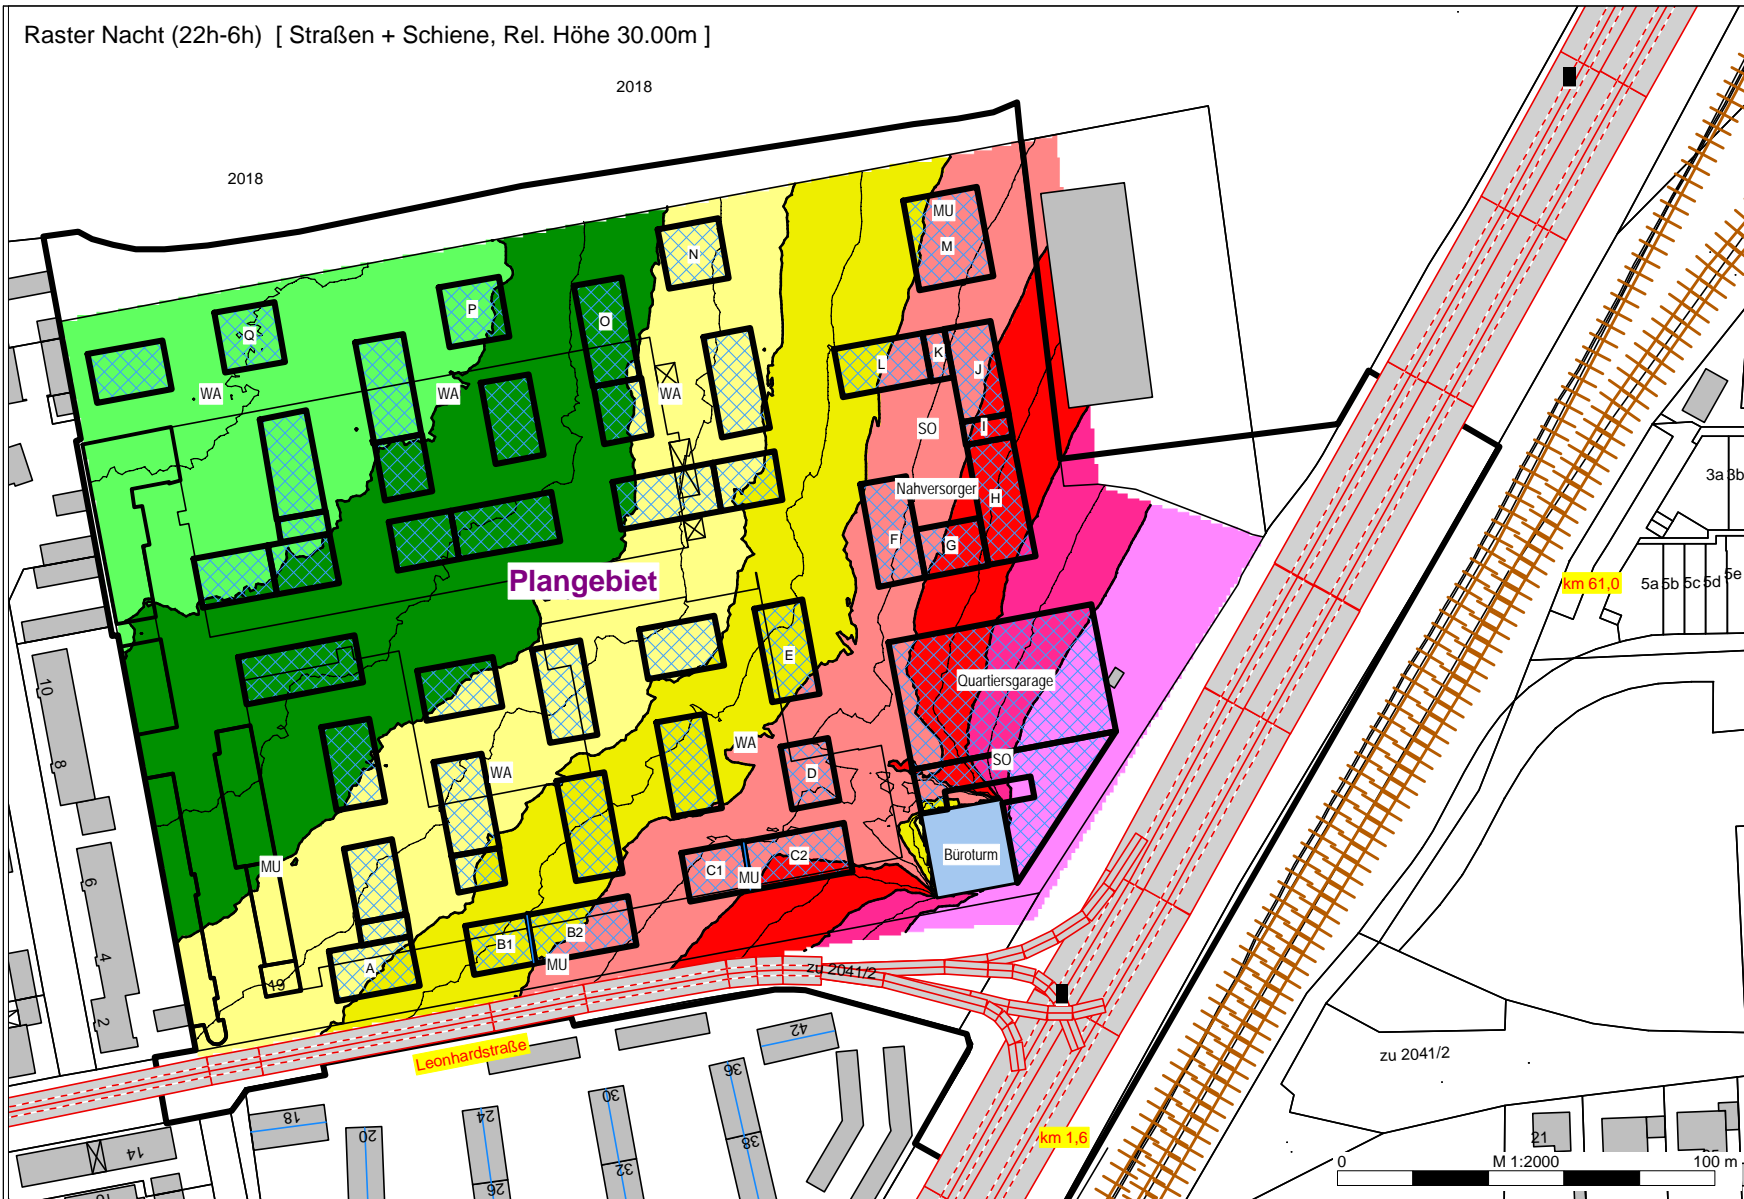 Raster Nacht (22h-6h) [ Straßen + Schiene, Rel. Höhe 30.00m ]
2018
2018
MU
M
N
Q
P
O
L
K
J
WA
WA
WA
SO
I
3a
3b
Nahversorger
H
F
G
Plangebiet
km 61,0
5a
5b
5c
5d
5e
E
10
Quartiersgarage
WA
SO
8
WA
D
Büroturm
C2
C1
MU
MU
6
B2
B1
A
MU
4
19
zu 2041/2
2
Leonhardstraße
42
zu 2041/2
36
30
24
18
20
38
32
26
14
km 1,6
21
0
M 1:2000
100 m